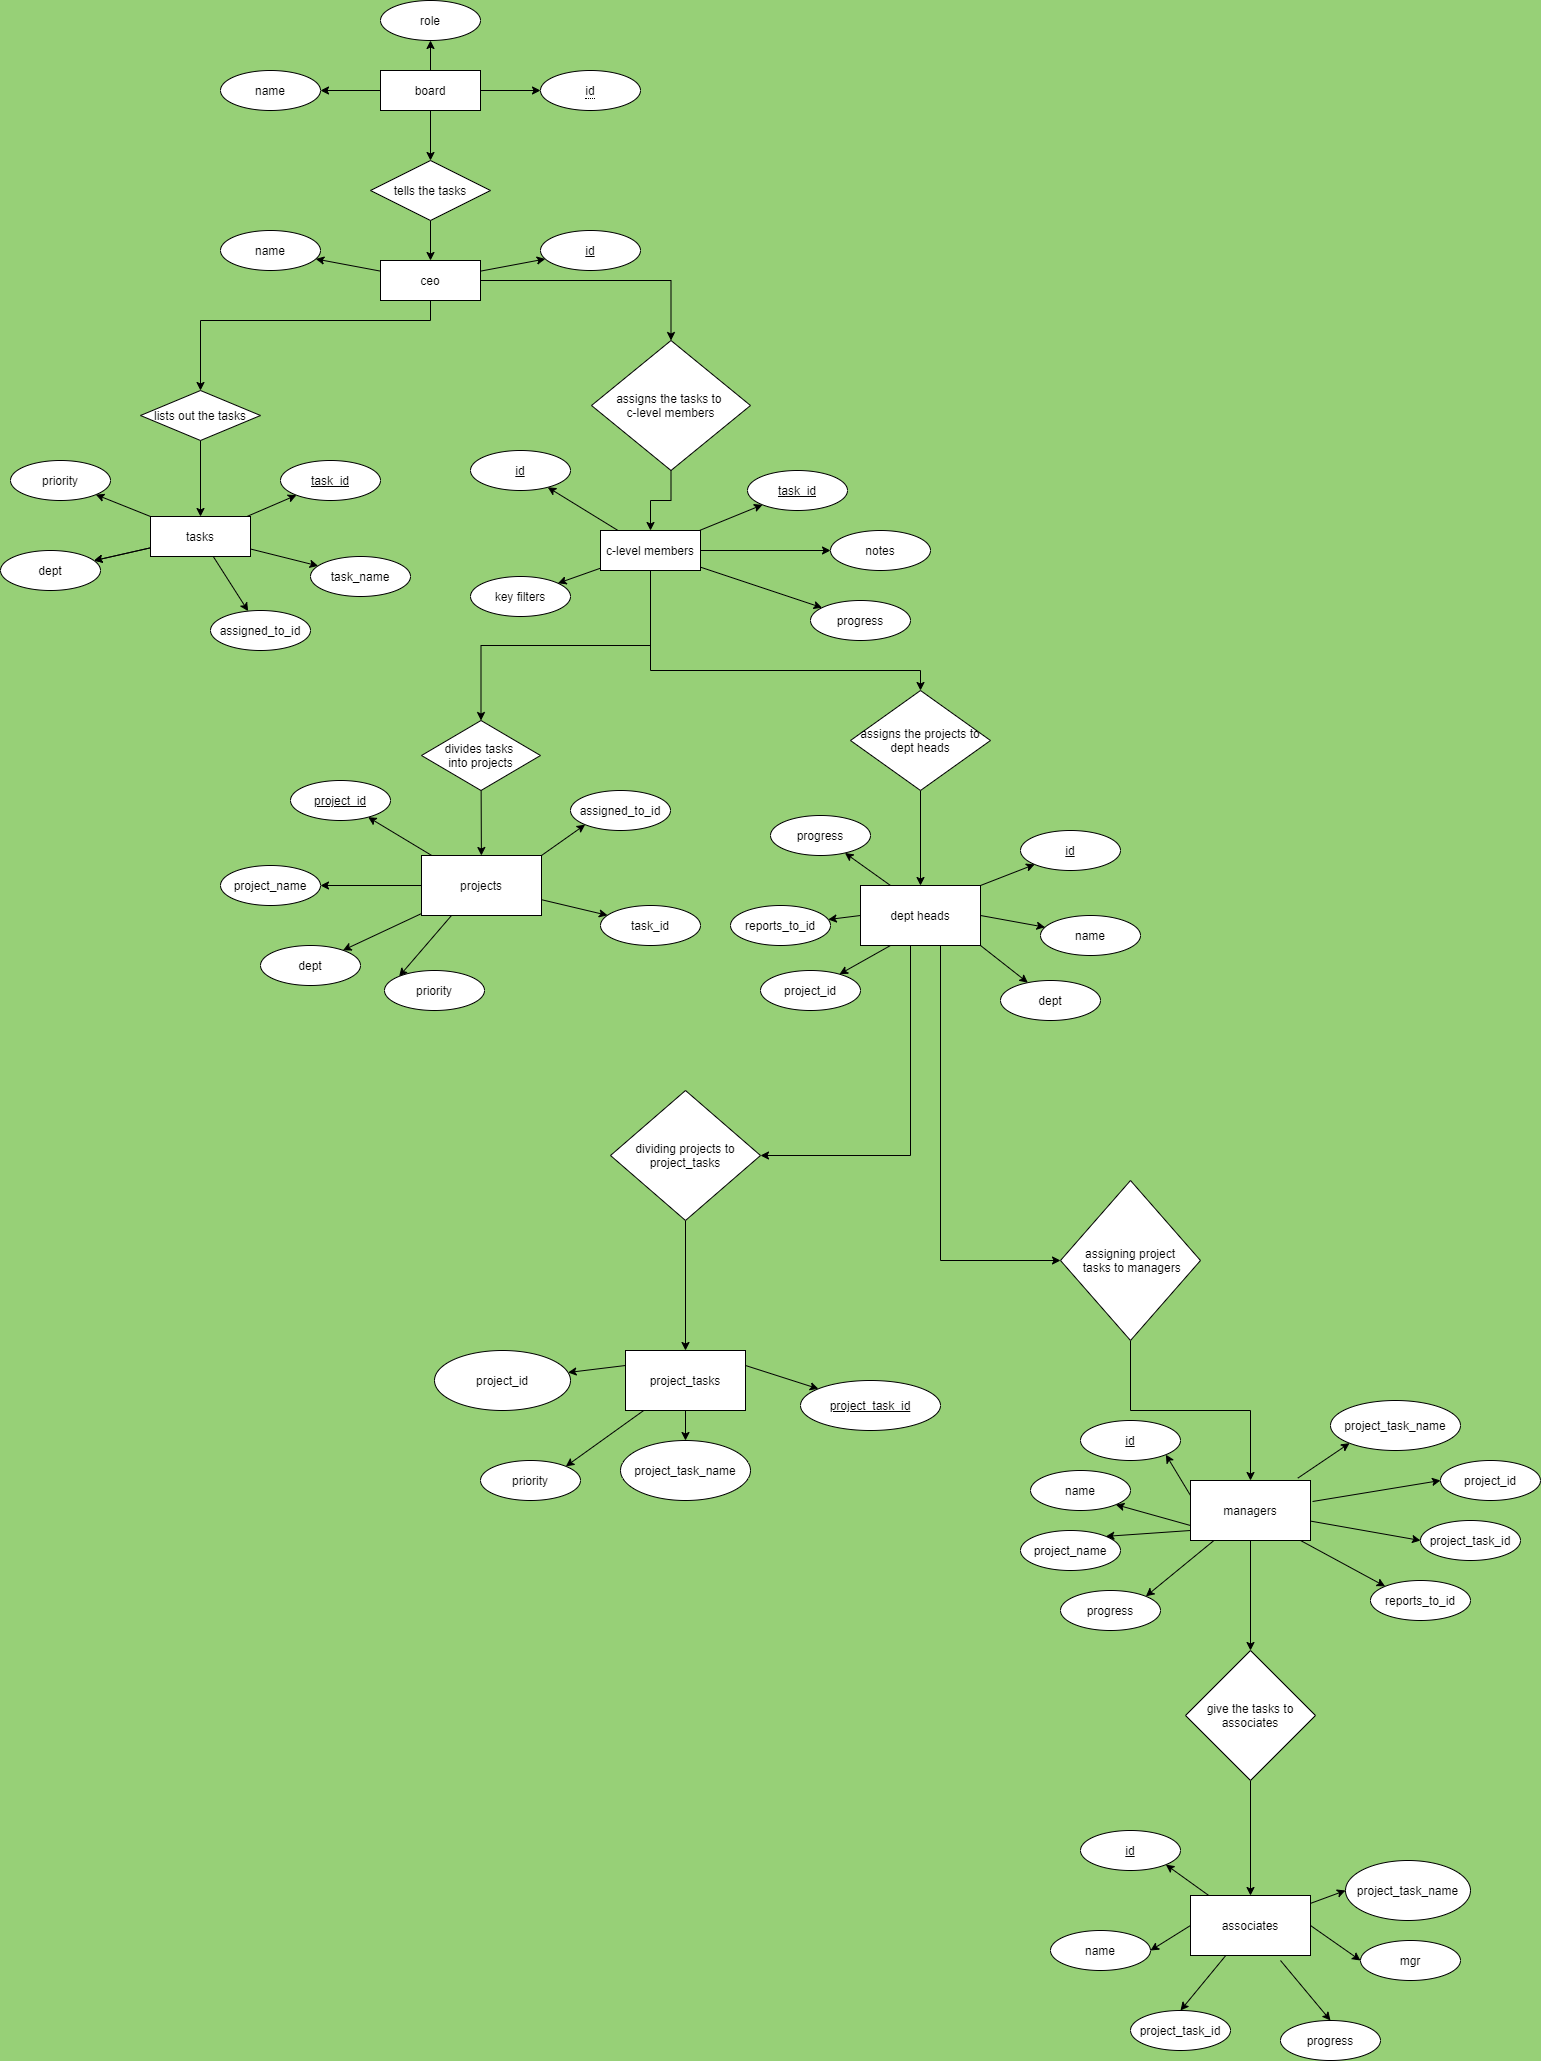 role
name
board
id
tells the tasks
name
id
ceo
assigns the tasks to
c-level members
lists out the tasks
priority
task_id
id
task_id
tasks
c-level members
notes
dept
task_name
key filters
assigned_to_id
progress
assigns the projects to
dept heads
divides tasks
into projects
project_id
assigned_to_id
progress
id
project_name
projects
dept heads
reports_to_id
task_id
name
dept
priority
project_id
dept
dividing projects to
project_tasks
assigning project
tasks to managers
project_id
project_tasks
project_task_id
project_task_name
id
priority
project_task_name
name
project_id
managers
project_name
project_task_id
progress
reports_to_id
give the tasks to
associates
id
project_task_name
associates
name
mgr
project_task_id
progress